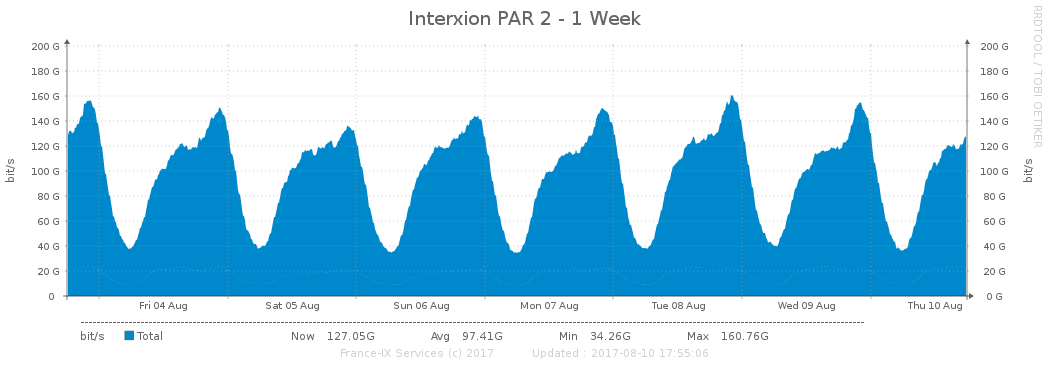 Interxion PAR 2 - 1 Week
RRDTOOL / TOBI OETIKER
bit/s
200 G 200 G
180 G 180 G
160 G 160 G
140 G 140 G
120 G 120 G
100 G 100 G
80 G 80 G
60 G 60 G
40 G 40 G
20 G 20 G
0 0 G
bit/s
Fri 04 Aug Sat 05 Aug Sun 06 Aug Mon 07 Aug Tue 08 Aug Wed 09 Aug Thu 10 Aug
bit/s Total Now 127.05G Avg 97.41G Min 34.26G Max 160.76G
France-IX Services (c) 2017 Updated : 2017-08-10 17:55:06